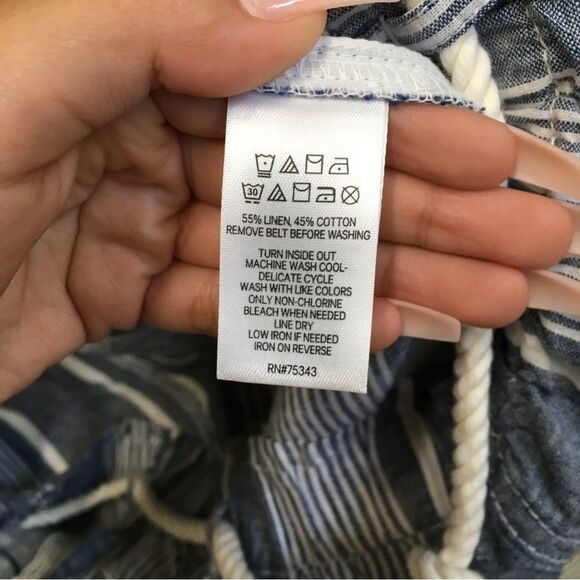 30
55% LINEN, 45% COTTON
REMOVE BELT BEFORE WASHING
TURN INSIDE OUT
MACHINE WASH COOL-
DELICATE CYCLE
WASH WITH LIKE COLORS
ONLY NON-CHLORINE
BLEACH WHEN NEEDED
LINE DRY
LOW IRON IF NEEDED
IRON ON REVERSE
RN#75343